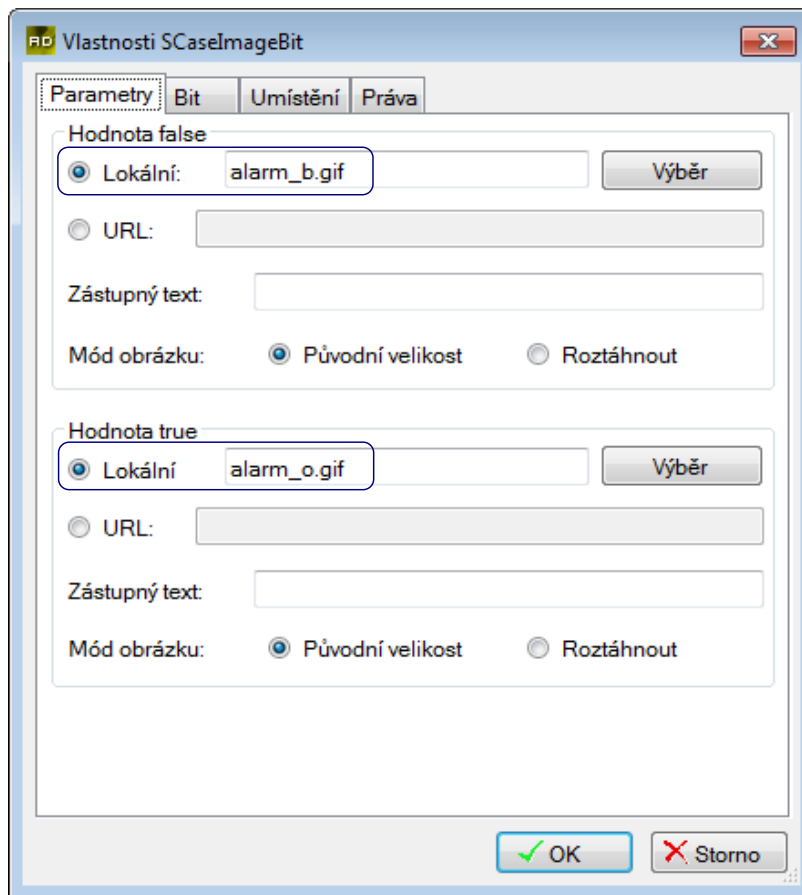 RD Vlastnosti SCaseImageBit
Parametry Bit Umístění Práva
Hodnota false
Lokální: alarm_b.gif Výběr
URL:
Zástupný text:
Mód obrázku: Původní velikost Roztáhnout
Hodnota true
Lokální alarm_o.gif Výběr
URL:
Zástupný text:
Mód obrázku: Původní velikost Roztáhnout
OK Storno